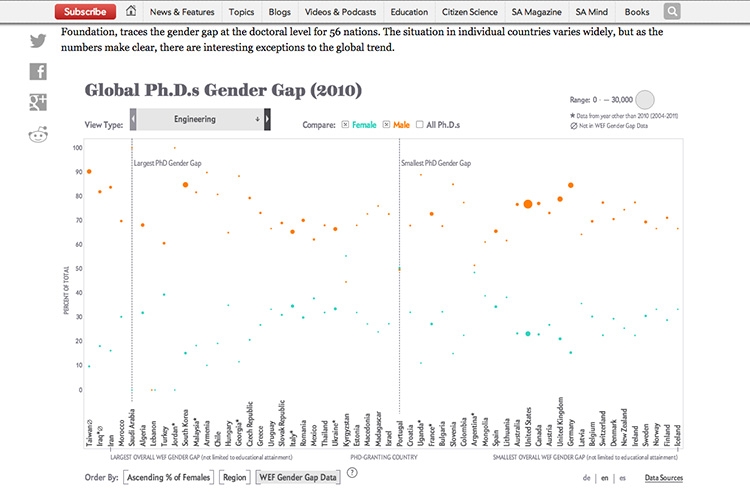 Subscribe News & Features Topics Blogs Videos & Podcasts Education Citizen Science SA Magazine SA Mind Books
Foundation, traces the gender gap at the doctoral level for 56 nations. The situation in individual countries varies widely, but as the
numbers make clear, there are interesting exceptions to the global trend.
Global Ph.D.s Gender Gap (2010)
Range: 0 – 30,000
★ Data from year other than 2010 (2004-2011)
∅ Not in WEF Gender Gap Data
View Type: Engineering Compare: Female Male All Ph.D.s
Largest PhD Gender Gap
Smallest PhD Gender Gap
PERCENT OF TOTAL
100
90
80
70
60
50
40
30
20
10
0
Taiwan∅
Iraq*∅
Iran
Morocco
Saudi Arabia
Algeria
Lebanon
Turkey
Jordan*
South Korea
Malaysia*
Armenia
Chile
Hungary
Georgia*
Czech Republic
Greece
Uruguay
Slovak Republic
Italy*
Romania
Mexico
Thailand
Ukraine*
Kyrgyzstan
Estonia
Macedonia
Madagascar
Israel
Portugal
Croatia
Uganda*
France*
Bulgaria
Slovenia
Colombia
Argentina*
Mongolia
Spain
Lithuania
Australia
United States
Canada
Austria
United Kingdom
Germany
Latvia
Belgium
Switzerland
Denmark
New Zealand
Ireland
Sweden
Norway
Finland
Iceland
LARGEST OVERALL WEF GENDER GAP (not limited to educational attainment) PHD-GRANTING COUNTRY SMALLEST OVERALL WEF GENDER GAP (not limited to educational attainment)
Order By: Ascending % of Females Region WEF Gender Gap Data ? de | en | es Data Sources